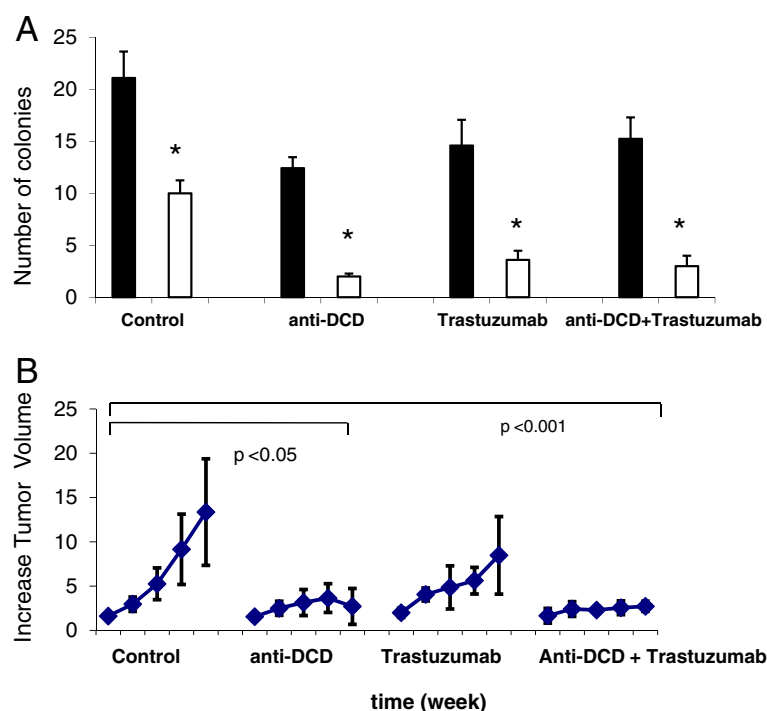 A
25
20
15
10
5
0
Number of colonies
* * * *
Control anti-DCD Trastuzumab anti-DCD+Trastuzumab
B
25
20
15
10
5
0
Increase Tumor Volume
p <0.001
p <0.05
Control anti-DCD Trastuzumab Anti-DCD + Trastuzumab
time (week)